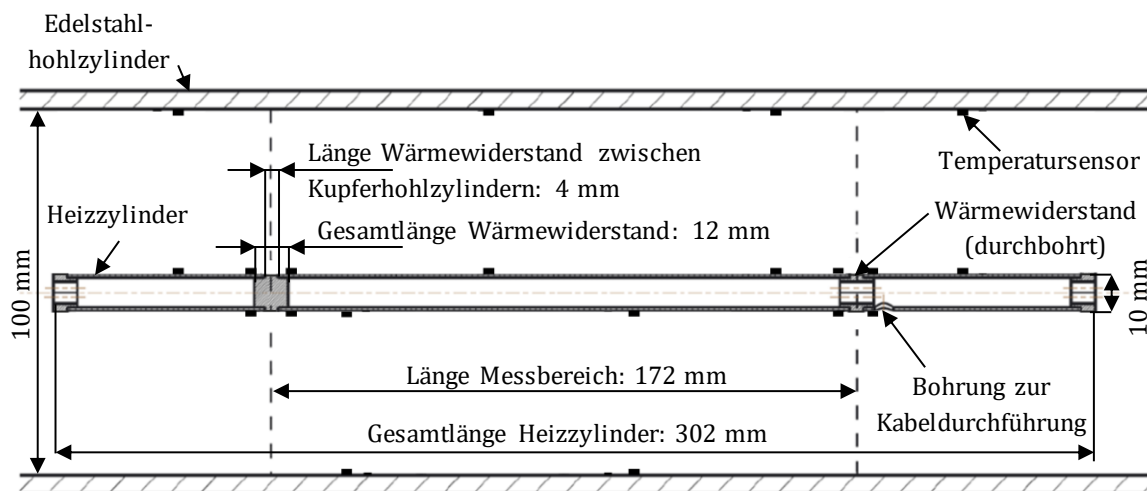 Edelstahl-
hohlzylinder
Länge Wärmewiderstand zwischen
Kupferhohlzylindern: 4 mm
Temperatursensor
Heizzylinder
Gesamtlänge Wärmewiderstand: 12 mm
Wärmewiderstand
(durchbohrt)
100 mm
10 mm
Länge Messbereich: 172 mm
Bohrung zur
Kabeldurchführung
Gesamtlänge Heizzylinder: 302 mm